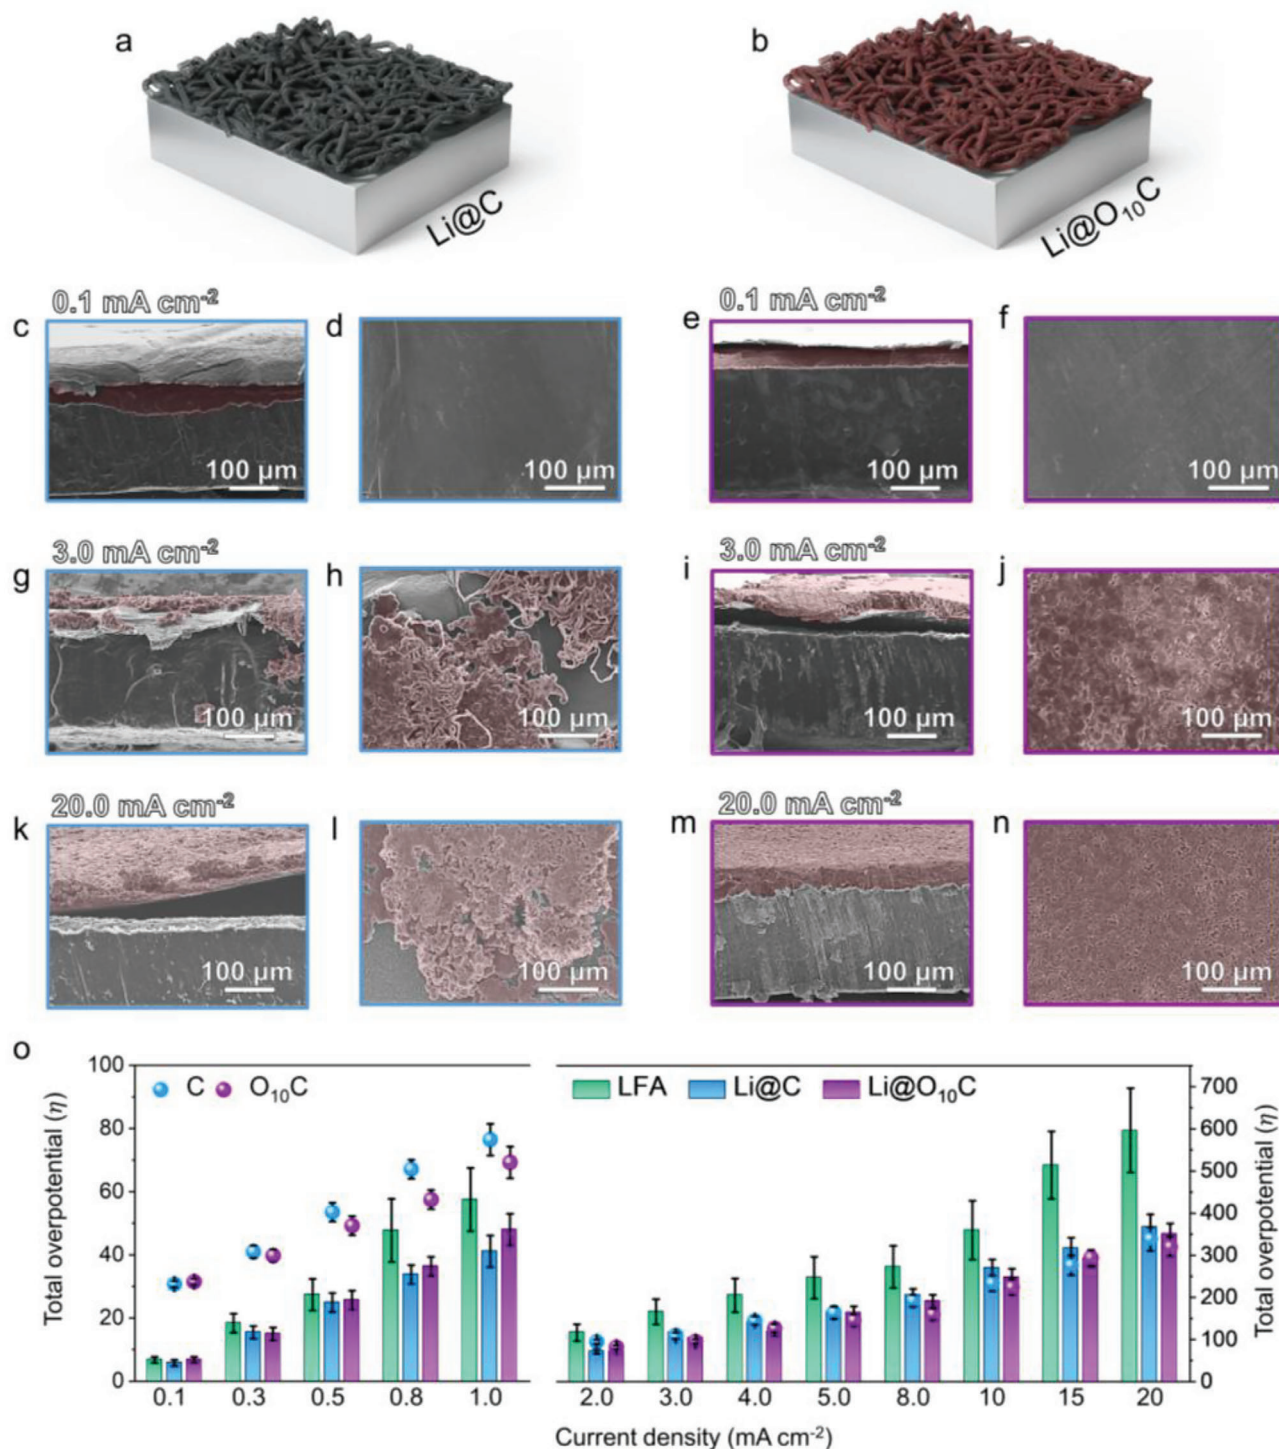 a
b
Li@C
Li@O₁₀C
0.1 mA cm⁻²
0.1 mA cm⁻²
c
d
e
f
100 µm
100 µm
100 µm
100 µm
3.0 mA cm⁻²
3.0 mA cm⁻²
g
h
i
j
100 µm
100 µm
100 µm
100 µm
20.0 mA cm⁻²
20.0 mA cm⁻²
k
l
m
n
100 µm
100 µm
100 µm
100 µm
o
C O₁₀C
LFA Li@C Li@O₁₀C
Total overpotential (η)
100
80
60
40
20
0
0.1 0.3 0.5 0.8 1.0 2.0 3.0 4.0 5.0 8.0 10 15 20
700
600
500
400
300
200
100
0
Total overpotential (η)
Current density (mA cm⁻²)